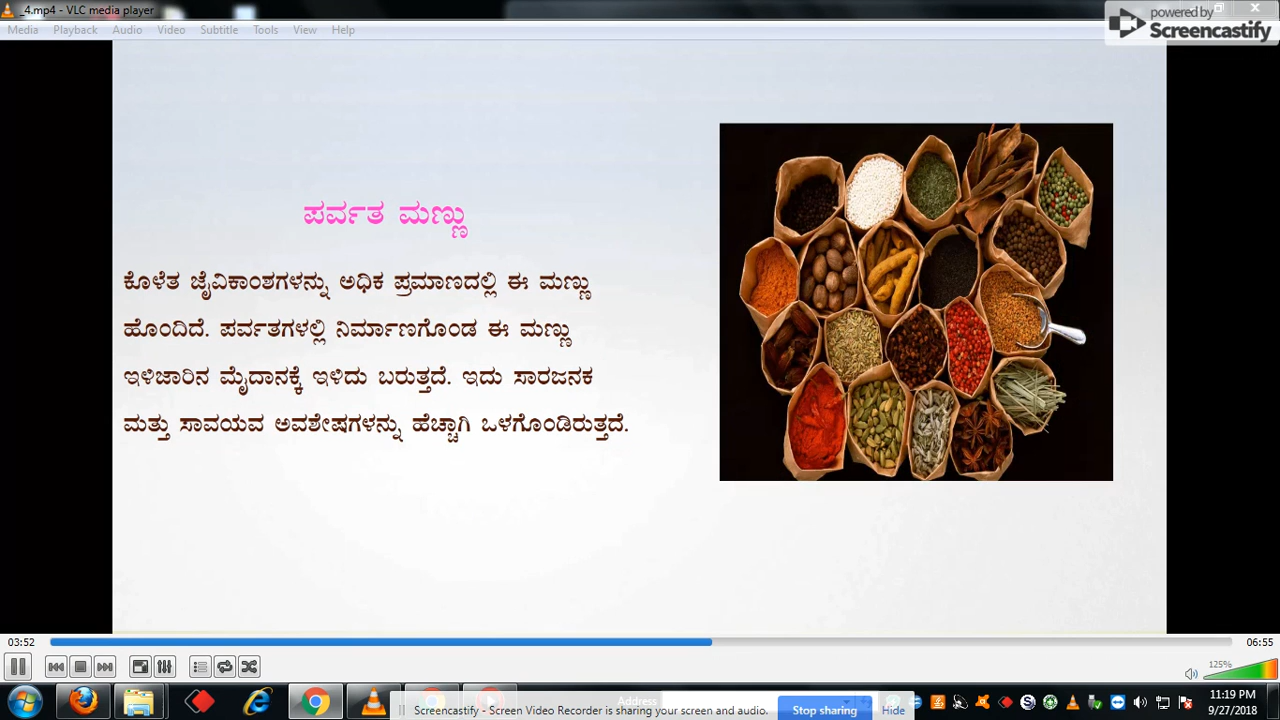 _4.mp4 - VLC media player
powered by
Screencastify
Media Playback Audio Video Subtitle Tools View Help
ಪರ್ವತ ಮಣ್ಣು
ಕೊಳೆತ ಜೈವಿಕಾಂಶಗಳನ್ನು ಅಧಿಕ ಪ್ರಮಾಣದಲ್ಲಿ ಈ ಮಣ್ಣು
ಹೊಂದಿದೆ. ಪರ್ವತಗಳಲ್ಲಿ ನಿರ್ಮಾಣಗೊಂಡ ಈ ಮಣ್ಣು
ಇಳಿಜಾರಿನ ಮೈದಾನಕ್ಕೆ ಇಳಿದು ಬರುತ್ತದೆ. ಇದು ಸಾರಜನಕ
ಮತ್ತು ಸಾವಯವ ಅವಶೇಷಗಳನ್ನು ಹೆಚ್ಚಾಗಿ ಒಳಗೊಂಡಿರುತ್ತದೆ.
03:52 06:55
125%
Address
Screencastify - Screen Video Recorder is sharing your screen and audio. Stop sharing Hide
11:19 PM
9/27/2018